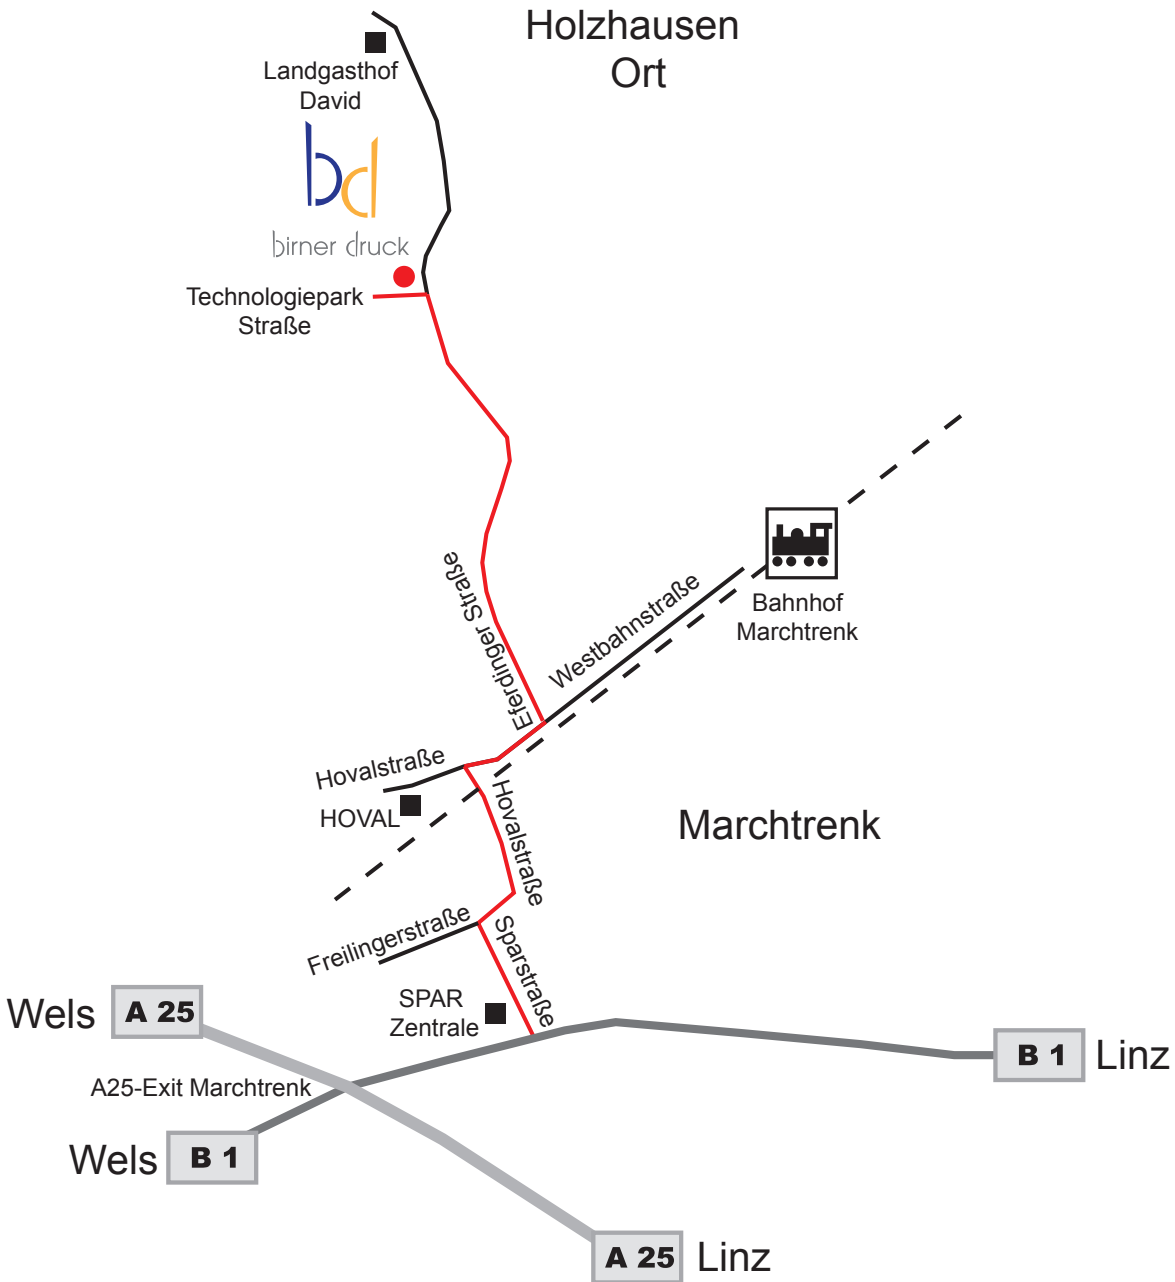 Holzhausen
Ort
Landgasthof
David
bd
birner druck
Technologiepark
Straße
Eferdinger Straße
Westbahnstraße
Bahnhof
Marchtrenk
Hovalstraße
HOVAL
Hovalstraße
Marchtrenk
Freilingerstraße
Sparstraße
SPAR
Zentrale
Wels A 25
B 1 Linz
A25-Exit Marchtrenk
Wels B 1
A 25 Linz